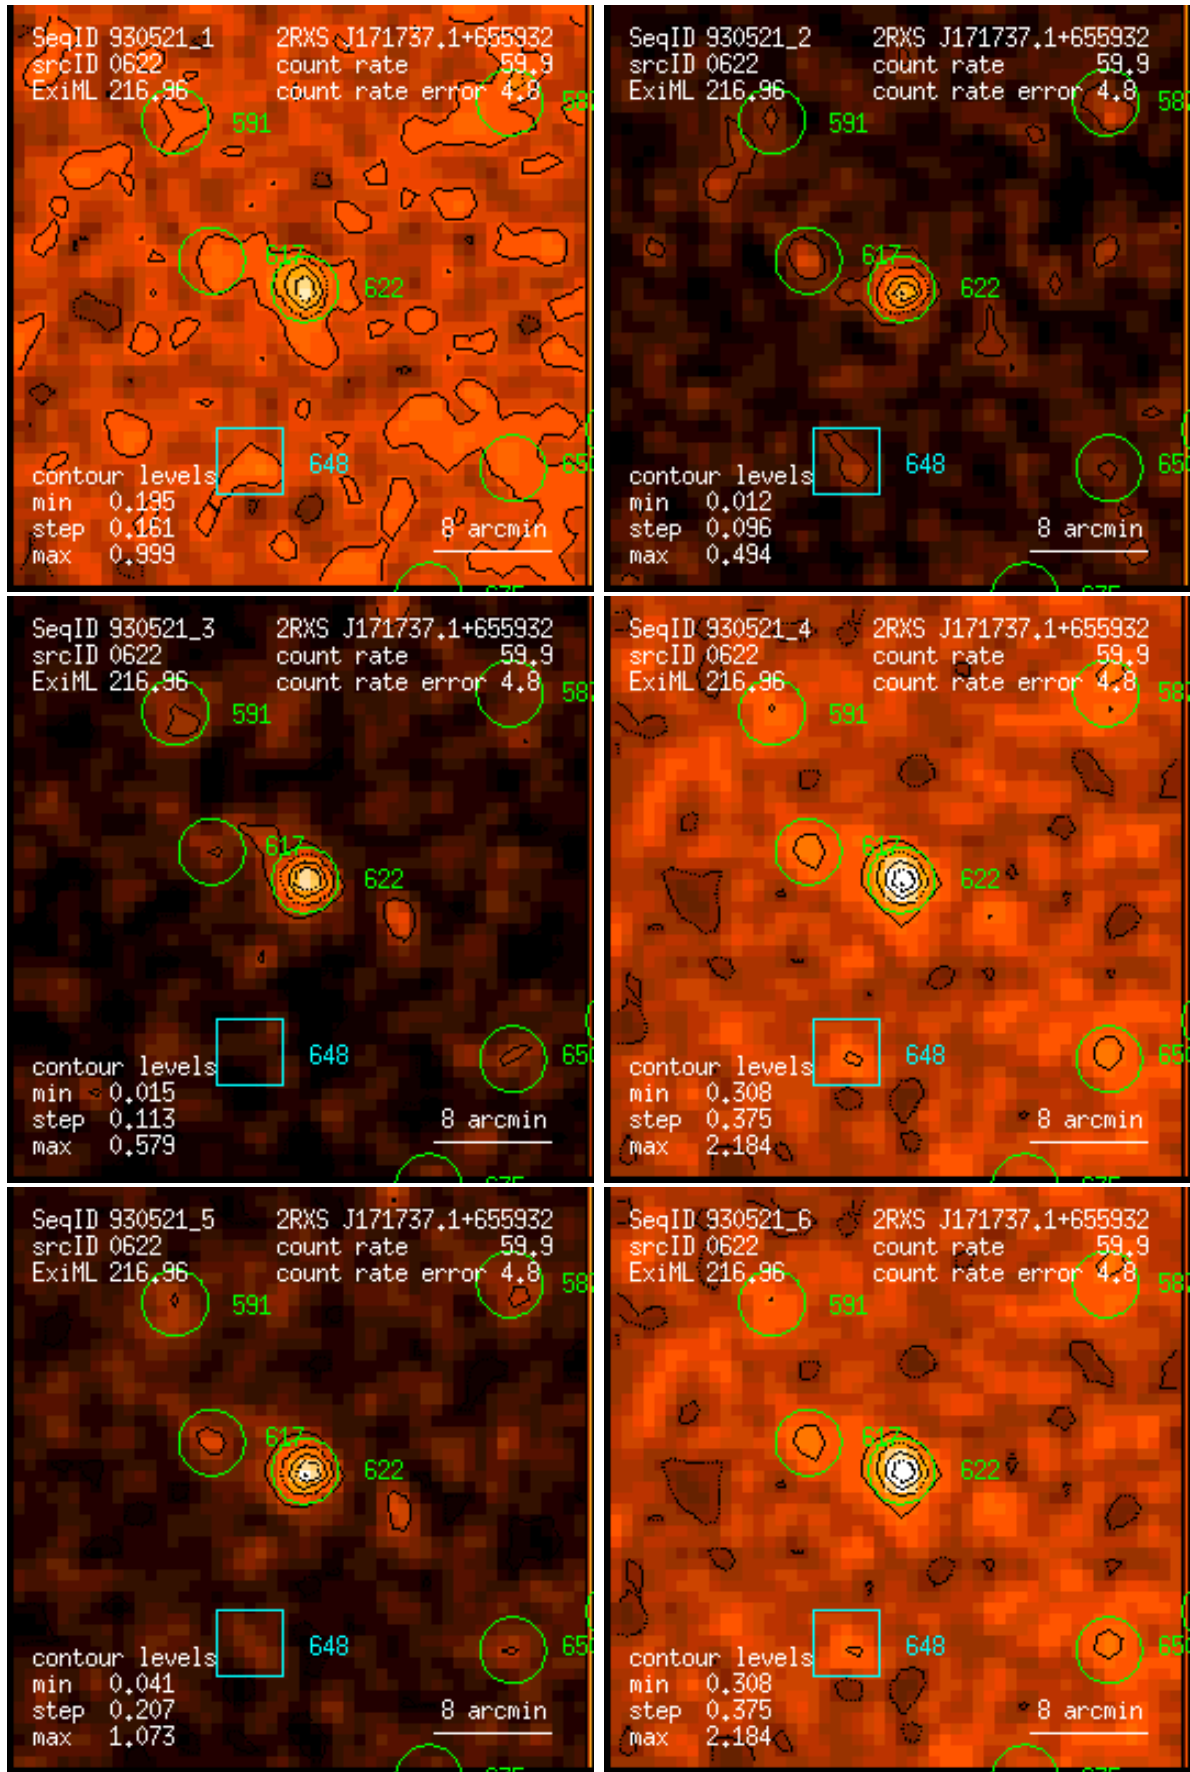 SeqID 930521_1 2RXS J171737.1+655932
srcID 0622 count rate 59.9
ExiML 216.96 count rate error 4.8
591
617
622
648
contour levels
min 0.195
step 0.161 8 arcmin
max 0.999
SeqID 930521_2 2RXS J171737.1+655932
srcID 0622 count rate 59.9
ExiML 216.96 count rate error 4.8
591
617
622
648
contour levels
min 0.012
step 0.096 8 arcmin
max 0.494
SeqID 930521_3 2RXS J171737.1+655932
srcID 0622 count rate 59.9
ExiML 216.96 count rate error 4.8
591
617
622
648
contour levels
min 0.015
step 0.113 8 arcmin
max 0.579
SeqID 930521_4 2RXS J171737.1+655932
srcID 0622 count rate 59.9
ExiML 216.96 count rate error 4.8
591
617
622
648
contour levels
min 0.308
step 0.375 8 arcmin
max 2.184
SeqID 930521_5 2RXS J171737.1+655932
srcID 0622 count rate 59.9
ExiML 216.96 count rate error 4.8
591
617
622
648
contour levels
min 0.041
step 0.207 8 arcmin
max 1.073
SeqID 930521_6 2RXS J171737.1+655932
srcID 0622 count rate 59.9
ExiML 216.96 count rate error 4.8
591
617
622
648
contour levels
min 0.308
step 0.375 8 arcmin
max 2.184